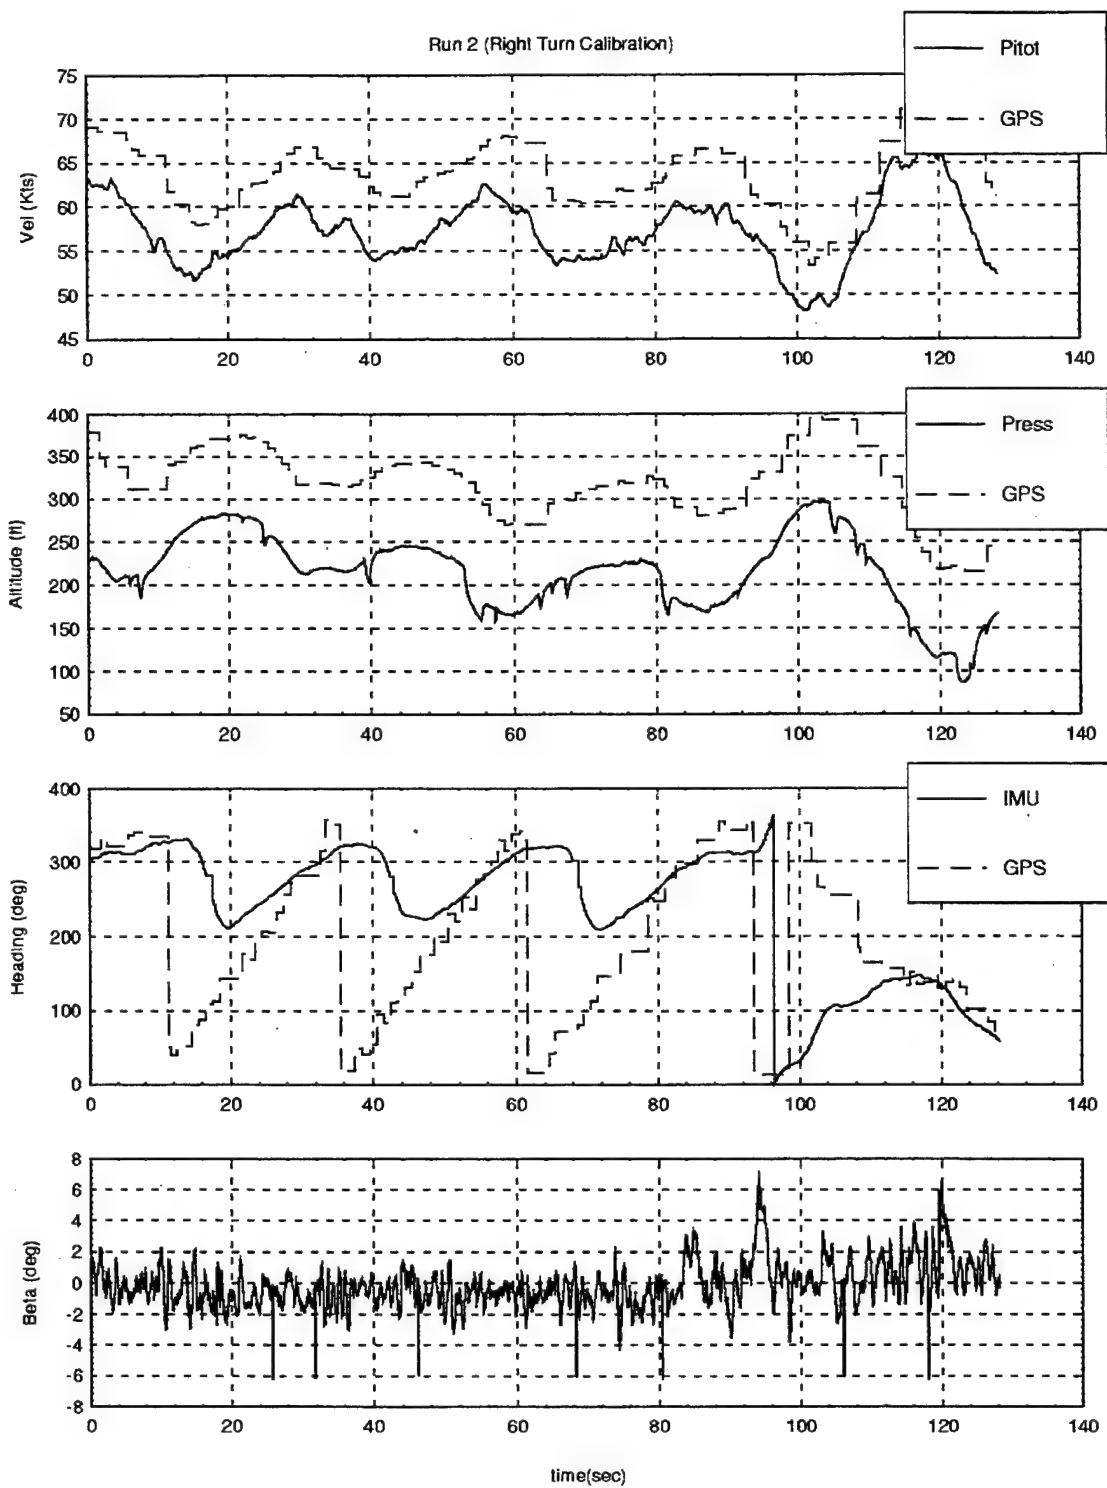 Run 2 (Right Turn Calibration)
Pitot
GPS
Vel (Kts)
75
70
65
60
55
50
45
0 20 40 60 80 100 120 140
Press
GPS
Altitude (ft)
400
350
300
250
200
150
100
50
0 20 40 60 80 100 120 140
IMU
GPS
Heading (deg)
400
300
200
100
0
0 20 40 60 80 100 120 140
Beta (deg)
8
6
4
2
0
-2
-4
-6
-8
0 20 40 60 80 100 120 140
time(sec)